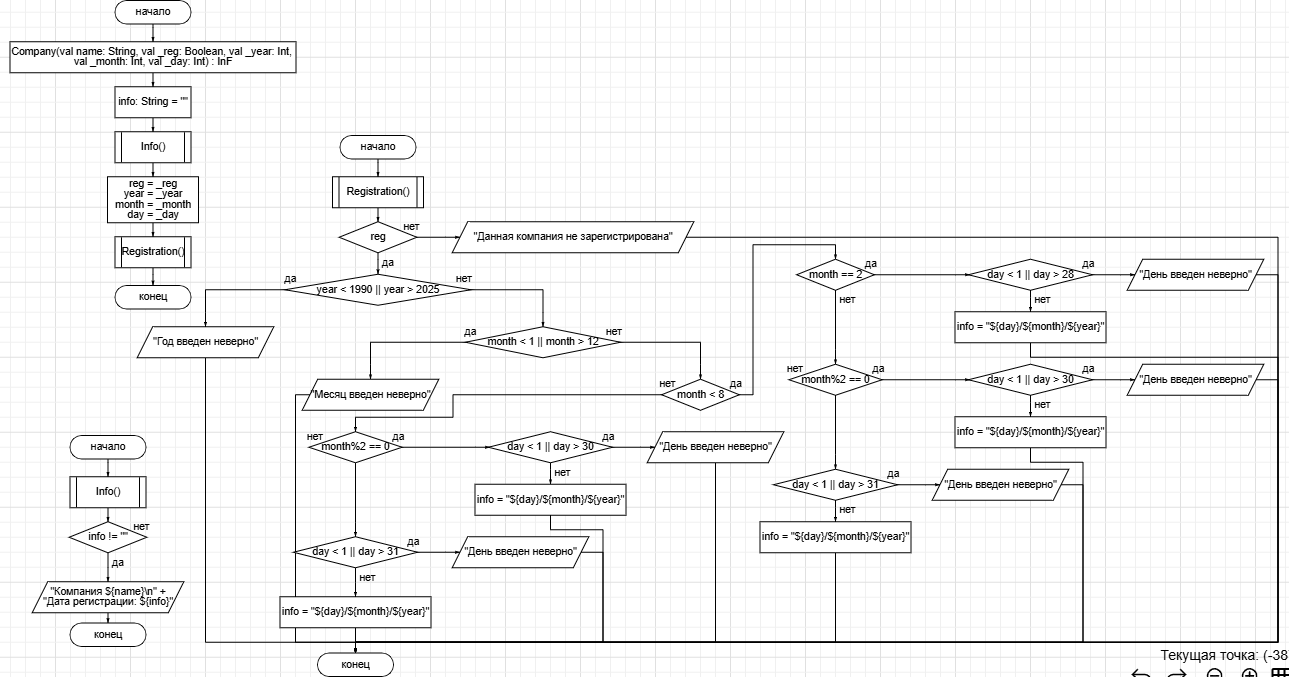 начало
Company(val name: String, val _reg: Boolean, val _year: Int,
val _month: Int, val _day: Int) : InF
info: String = ""
Info()
reg = _reg
year = _year
month = _month
day = _day
Registration()
конец
начало
Registration()
reg
нет
"Данная компания не зарегистрирована"
да
year < 1990 || year > 2025
да
нет
"Год введен неверно"
month < 1 || month > 12
да
нет
"Месяц введен неверно"
month < 8
нет
да
month%2 == 0
нет
да
day < 1 || day > 30
да
"День введен неверно"
нет
info = "${day}/${month}/${year}"
day < 1 || day > 31
да
"День введен неверно"
нет
info = "${day}/${month}/${year}"
конец
month == 2
да
day < 1 || day > 28
да
"День введен неверно"
нет
нет
info = "${day}/${month}/${year}"
month%2 == 0
нет
да
day < 1 || day > 30
да
"День введен неверно"
нет
info = "${day}/${month}/${year}"
day < 1 || day > 31
да
"День введен неверно"
нет
info = "${day}/${month}/${year}"
начало
Info()
info != ""
нет
да
"Компания ${name}\n" +
"Дата регистрации: ${info}"
конец
Текущая точка: (-38